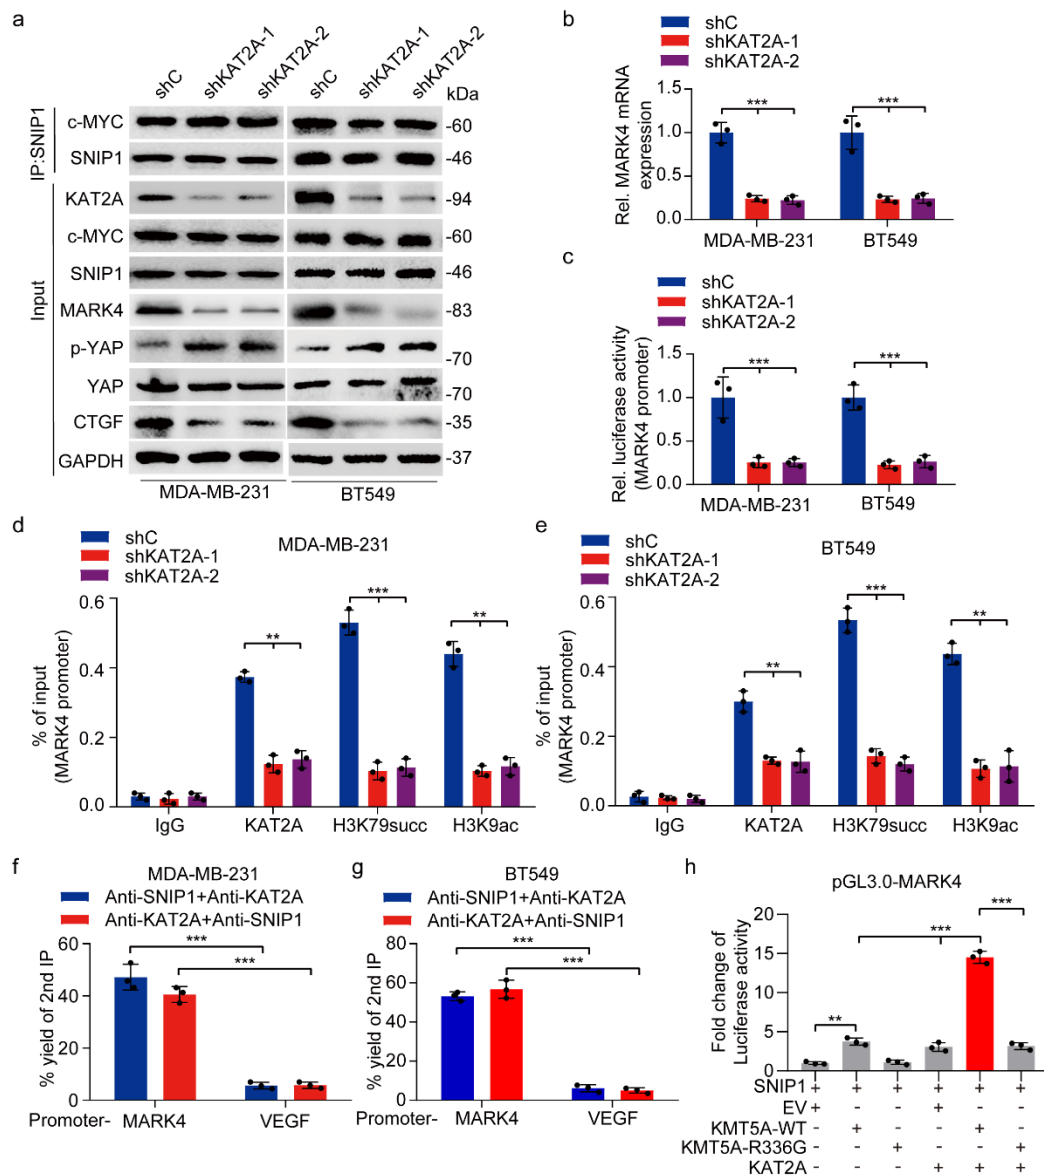 a
shC
shKAT2A-1
shKAT2A-2
shC
shKAT2A-1
shKAT2A-2
kDa
IP:SNIP1
c-MYC
-60
SNIP1
-46
Input
KAT2A
-94
c-MYC
-60
SNIP1
-46
MARK4
-83
p-YAP
-70
YAP
-70
CTGF
-35
GAPDH
-37
MDA-MB-231
BT549
b
shC
shKAT2A-1
shKAT2A-2
Rel. MARK4 mRNA
expression
1.0
0.5
0.0
***
***
MDA-MB-231
BT549
c
shC
shKAT2A-1
shKAT2A-2
Rel. luciferase activity
(MARK4 promoter)
1.5
1.0
0.5
0.0
***
***
MDA-MB-231
BT549
d
shC
shKAT2A-1
shKAT2A-2
MDA-MB-231
% of input
(MARK4 promoter)
0.6
0.4
0.2
0.0
**
***
**
IgG
KAT2A
H3K79succ
H3K9ac
e
shC
shKAT2A-1
shKAT2A-2
BT549
% of input
(MARK4 promoter)
0.6
0.4
0.2
0.0
**
***
**
IgG
KAT2A
H3K79succ
H3K9ac
f
MDA-MB-231
Anti-SNIP1+Anti-KAT2A
Anti-KAT2A+Anti-SNIP1
% yield of 2nd IP
60
40
20
0
***
***
Promoter-
MARK4
VEGF
g
BT549
Anti-SNIP1+Anti-KAT2A
Anti-KAT2A+Anti-SNIP1
% yield of 2nd IP
80
60
40
20
0
***
***
MARK4
VEGF
h
pGL3.0-MARK4
Fold change of
Luciferase activity
20
15
10
5
0
**
***
***
SNIP1 + + + + + +
EV + - - + - -
KMT5A-WT - + - - + -
KMT5A-R336G - - + - - +
KAT2A - - - + + +